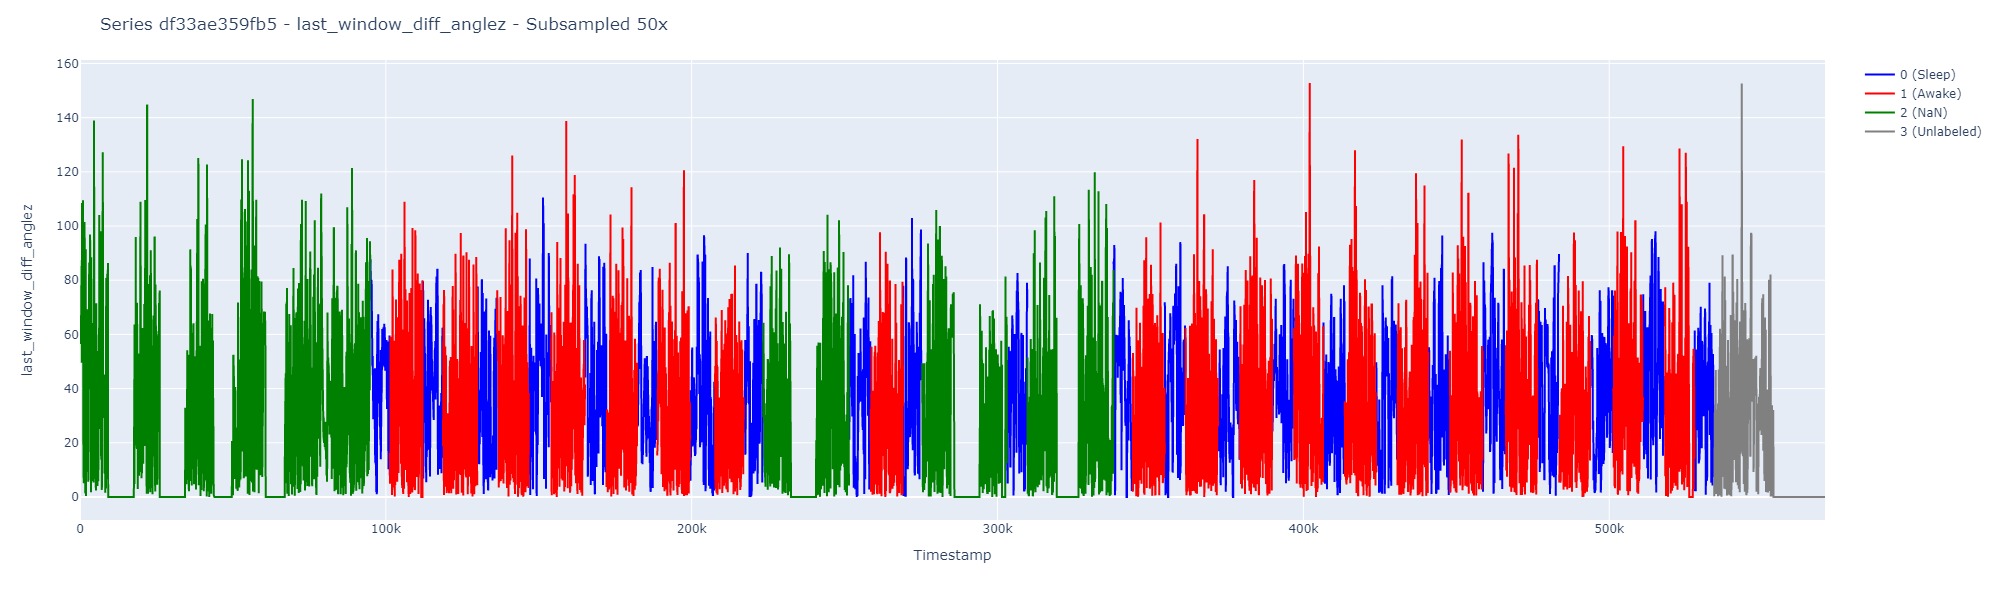 Series df33ae359fb5 - last_window_diff_anglez - Subsampled 50x
160
140
120
100
80
60
40
20
0
last_window_diff_anglez
0 100k 200k 300k 400k 500k
Timestamp
0 (Sleep)
1 (Awake)
2 (NaN)
3 (Unlabeled)